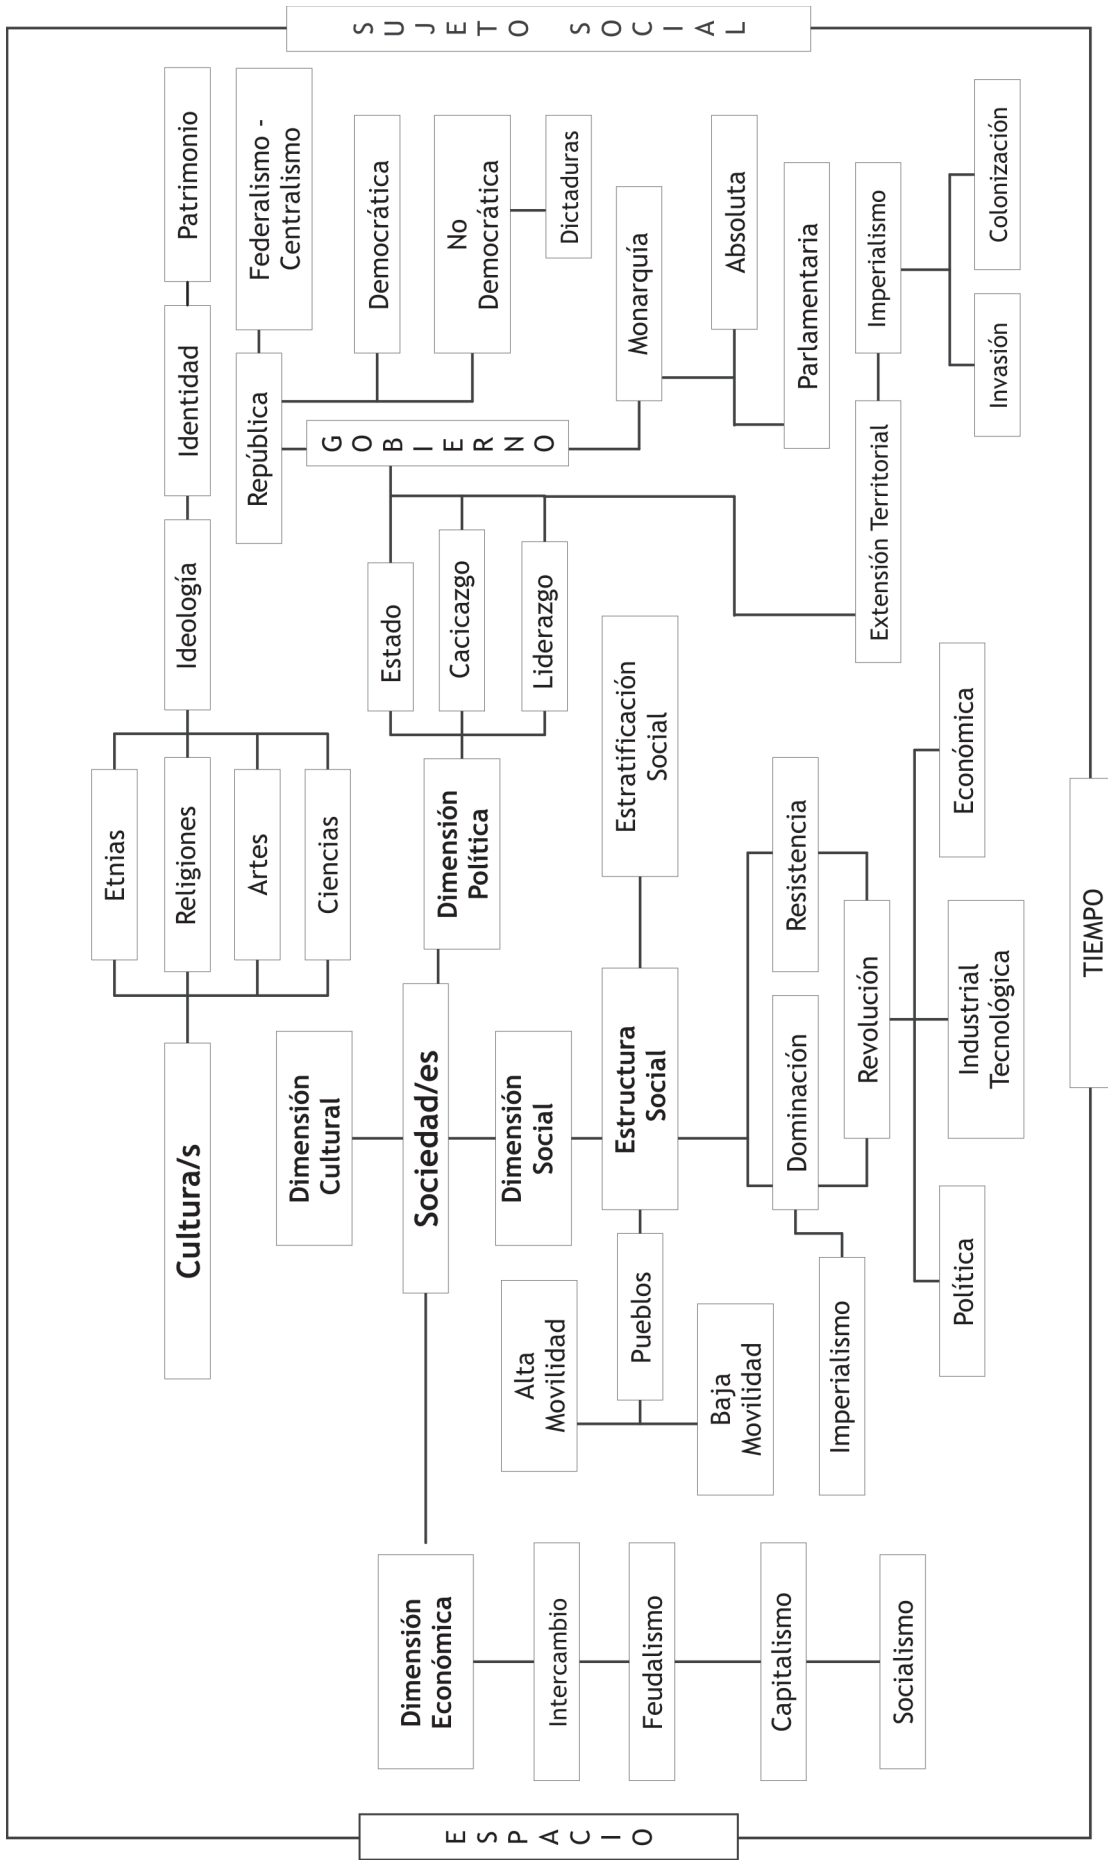 ESPACIO
SUJETO SOCIAL
TIEMPO
Cultura/s
Etnias
Religiones
Artes
Ciencias
Ideología
Identidad
Patrimonio
Dimensión
Cultural
Sociedad/es
Dimensión
Política
Estado
Cacicazgo
Liderazgo
GOBIERNO
República
Federalismo -
Centralismo
Democrática
No
Democrática
Dictaduras
Monarquía
Absoluta
Parlamentaria
Extensión Territorial
Imperialismo
Invasión
Colonización
Dimensión
Social
Estructura
Social
Estratificación
Social
Pueblos
Alta
Movilidad
Baja
Movilidad
Dominación
Resistencia
Imperialismo
Revolución
Política
Industrial
Tecnológica
Económica
Dimensión
Económica
Intercambio
Feudalismo
Capitalismo
Socialismo